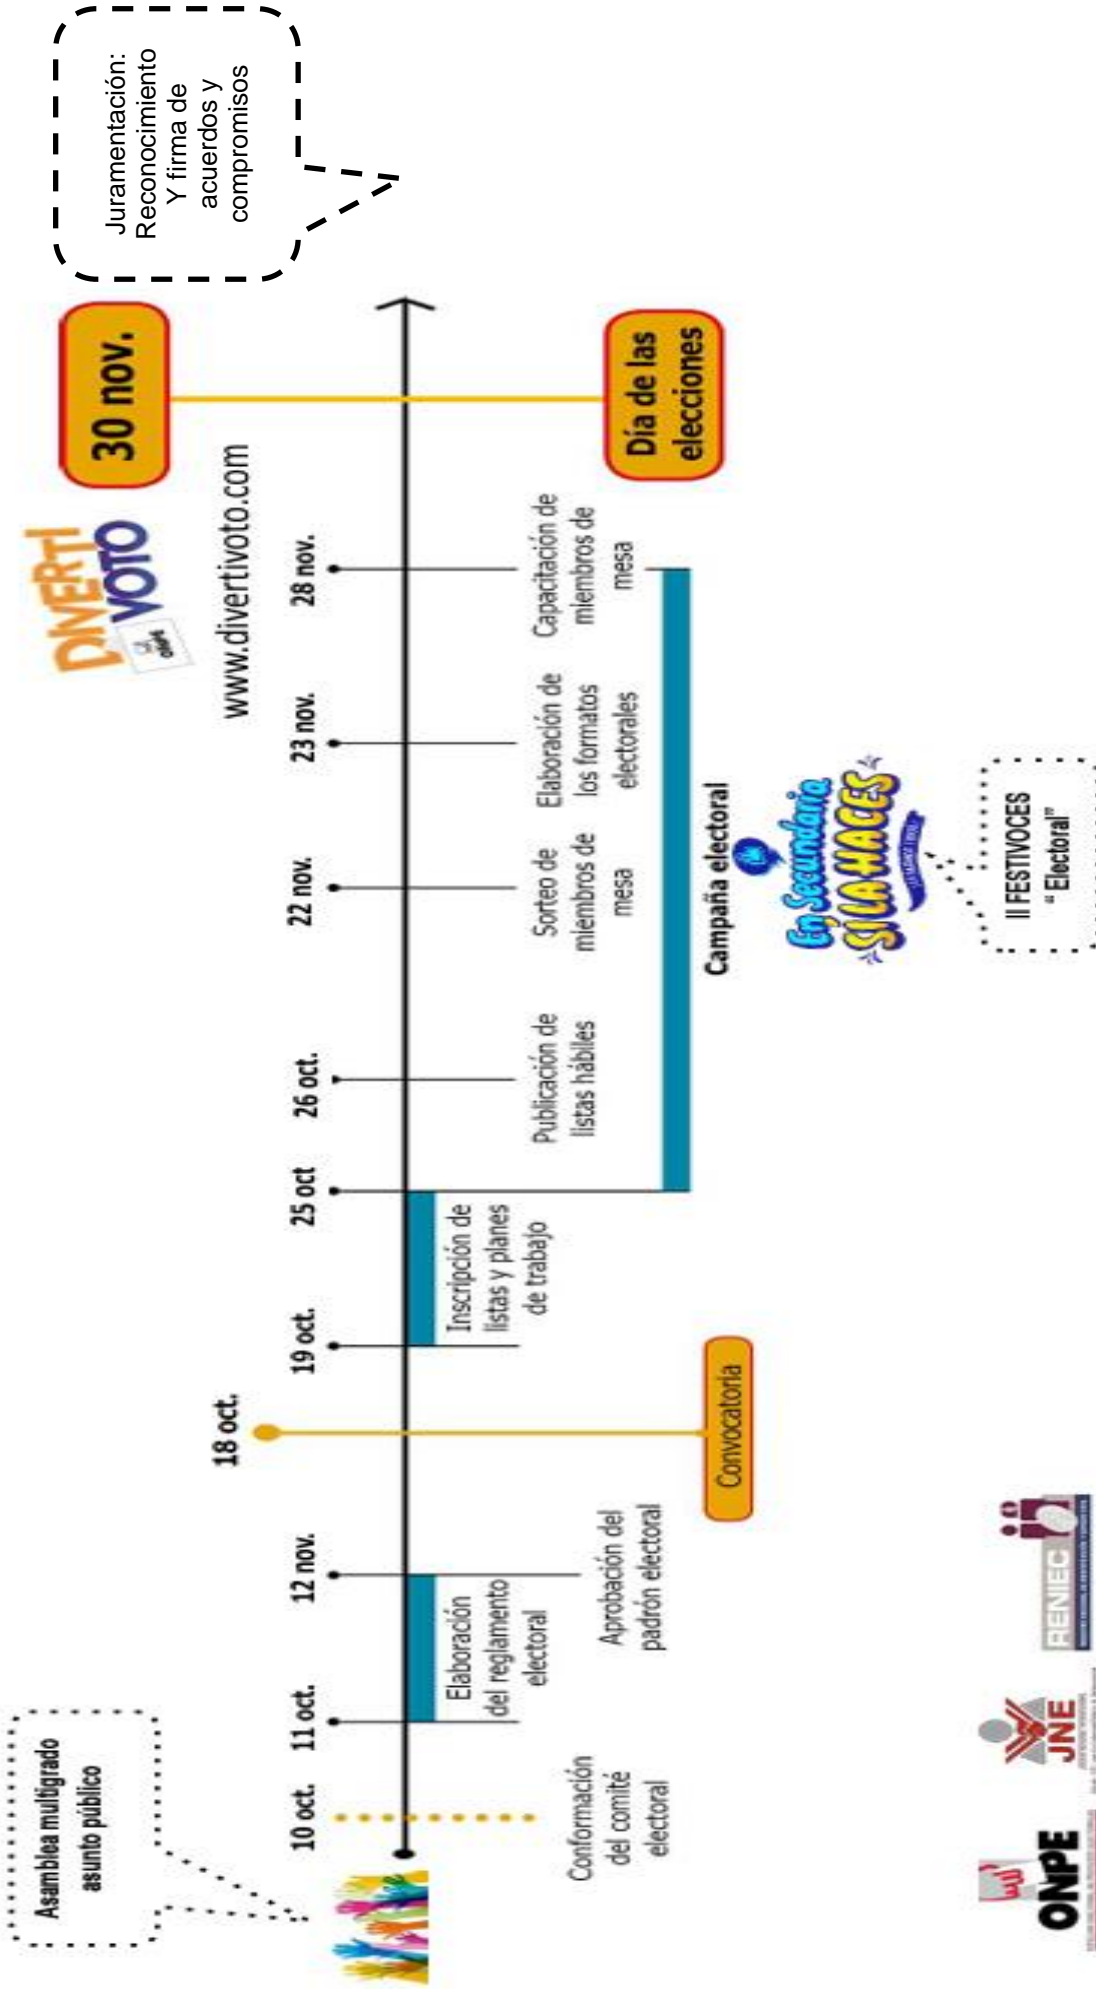 Asamblea multigrado
asunto público
Juramentación:
Reconocimiento
Y firma de
acuerdos y
compromisos
DIVERTI
VOTO
ONPE
www.divertivoto.com
30 nov.
10 oct.
11 oct.
12 nov.
18 oct.
19 oct.
25 oct
26 oct.
22 nov.
23 nov.
28 nov.
Conformación
del comité
electoral
Elaboración
del reglamento
electoral
Aprobación del
padrón electoral
Convocatoria
Inscripción de
listas y planes
de trabajo
Publicación de
listas hábiles
Sorteo de
miembros de
mesa
Elaboración de
los formatos
electorales
Capacitación de
miembros de
mesa
Día de las
elecciones
Campaña electoral
En Secundaria
SI LA HACES
II FESTIVOCES
“ Electoral”
ONPE
JNE
RENIEC